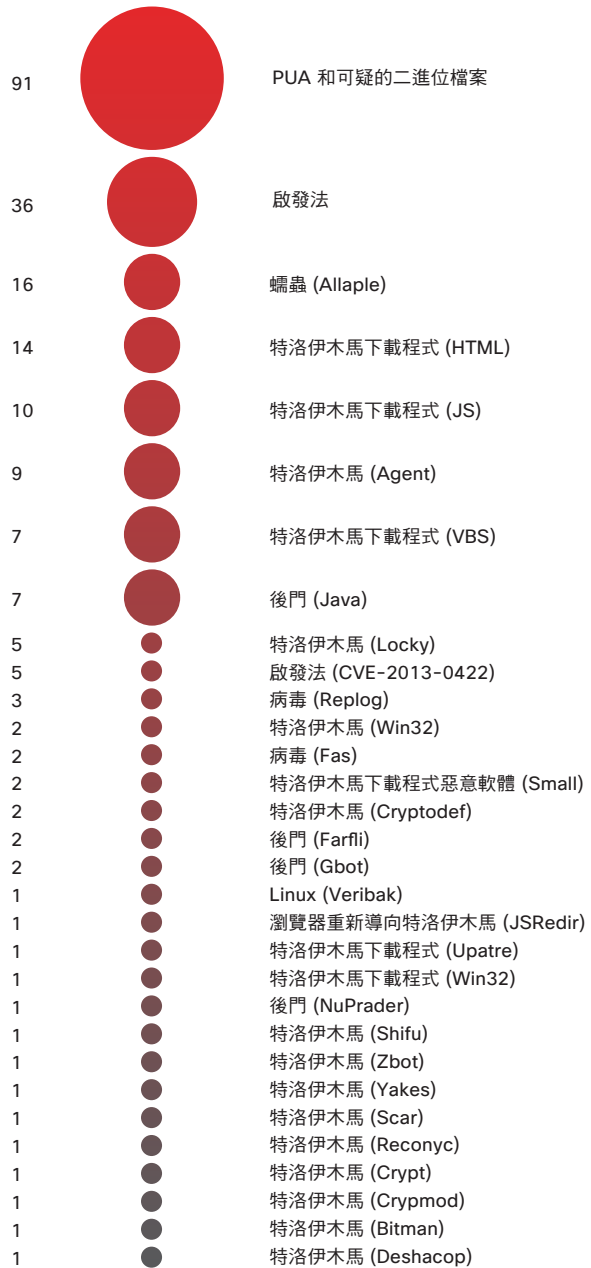 91 PUA 和可疑的二進位檔案
36 啟發法
16 蠕蟲 (Allaple)
14 特洛伊木馬下載程式 (HTML)
10 特洛伊木馬下載程式 (JS)
9 特洛伊木馬 (Agent)
7 特洛伊木馬下載程式 (VBS)
7 後門 (Java)
5 特洛伊木馬 (Locky)
5 啟發法 (CVE-2013-0422)
3 病毒 (Replog)
2 特洛伊木馬 (Win32)
2 病毒 (Fas)
2 特洛伊木馬下載程式惡意軟體 (Small)
2 特洛伊木馬 (Cryptodef)
2 後門 (Farfli)
2 後門 (Gbot)
1 Linux (Veribak)
1 瀏覽器重新導向特洛伊木馬 (JSRedir)
1 特洛伊木馬下載程式 (Upatre)
1 特洛伊木馬下載程式 (Win32)
1 後門 (NuPrader)
1 特洛伊木馬 (Shifu)
1 特洛伊木馬 (Zbot)
1 特洛伊木馬 (Yakes)
1 特洛伊木馬 (Scar)
1 特洛伊木馬 (Reconyc)
1 特洛伊木馬 (Crypt)
1 特洛伊木馬 (Crypmod)
1 特洛伊木馬 (Bitman)
1 特洛伊木馬 (Deshacop)